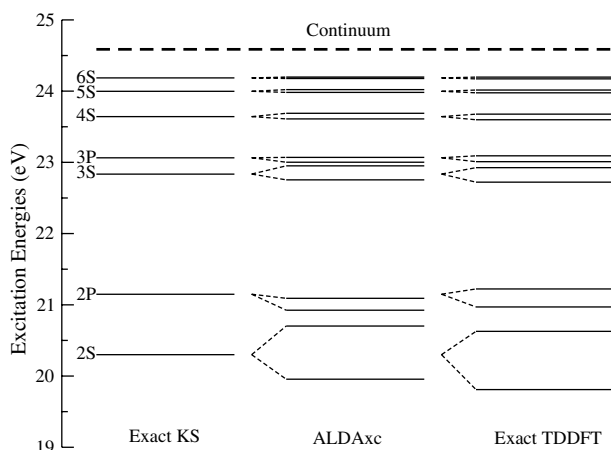 25
Continuum
6S
24
5S
4S
23
3P
3S
22
2P
21
2S
20
19
Excitation Energies (eV)
Exact KS
ALDAxc
Exact TDDFT